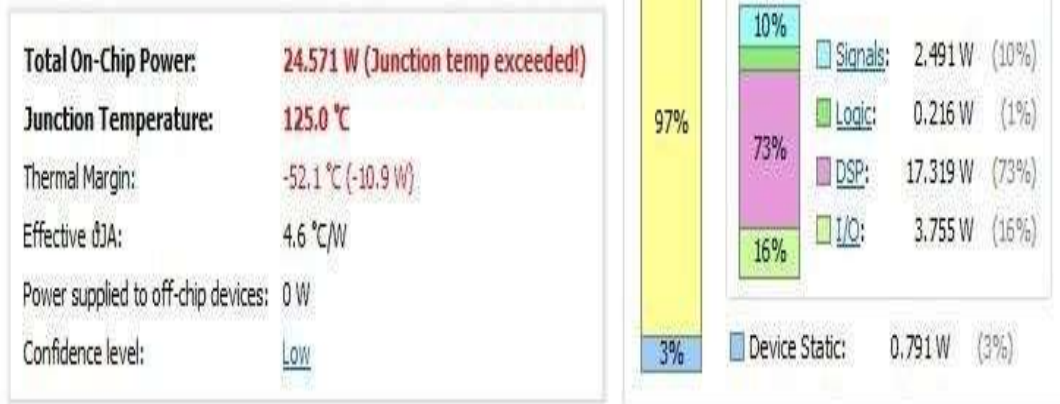 Total On-Chip Power: 24.571 W (Junction temp exceeded!)
Junction Temperature: 125.0 °C
Thermal Margin: -52.1 °C (-10.9 W)
Effective ϑJA: 4.6 °C/W
Power supplied to off-chip devices: 0 W
Confidence level: Low
97%
3%
10%
73%
16%
Signals: 2.491 W (10%)
Logic: 0.216 W (1%)
DSP: 17.319 W (73%)
I/O: 3.755 W (16%)
Device Static: 0.791 W (3%)